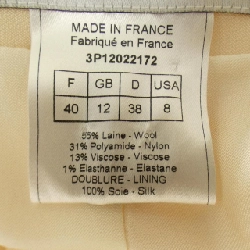 MADE IN FRANCE
Fabriqué en France
3P12022172
F GB D USA
40 12 38 8
55% Laine - Wool
31% Polyamide - Nylon
13% Viscose - Viscose
1% Elasthanne - Elastane
DOUBLURE - LINING
100% Soie - Silk